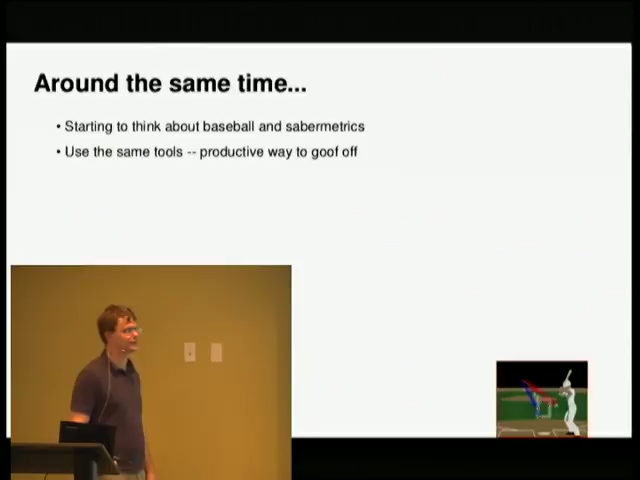 Around the same time...
• Starting to think about baseball and sabermetrics
• Use the same tools -- productive way to goof off